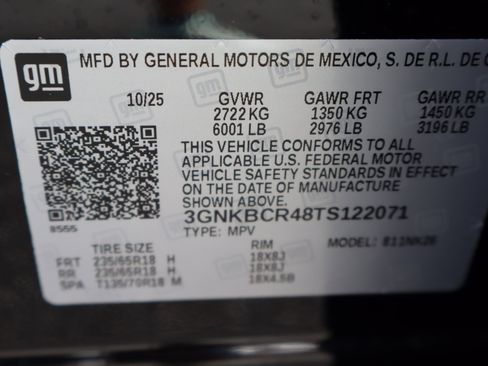 gm
MFD BY GENERAL MOTORS DE MEXICO, S. DE R.L. DE
10/25 GVWR GAWR FRT GAWR RR
2722 KG 1350 KG 1450 KG
6001 LB 2976 LB 3196 LB
THIS VEHICLE CONFORMS TO ALL
APPLICABLE U.S. FEDERAL MOTOR
VEHICLE SAFETY STANDARDS IN EFFECT
ON THE DATE OF MANUFACTURE
SHOWN ABOVE.
3GNKBCR48TS122071
8555 TYPE: MPV MODEL: 811NK26
TIRE SIZE RIM
FRT 235/65R18 H 18X8J
RR 235/65R18 H 18X8J
SPA T135/70R18 M 18X4.5B